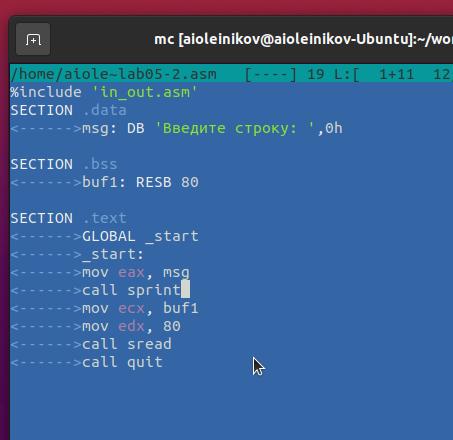 mc [aioleinikov@aioleinikov-Ubuntu]:~/wo
/home/aiole~lab05-2.asm   [----] 19 L:[  1+11  12
%include 'in_out.asm'
SECTION .data
<------>msg: DB 'Введите строку: ',0h
SECTION .bss
<------>buf1: RESB 80
SECTION .text
<------>GLOBAL _start
<------>_start:
<------>mov eax, msg
<------>call sprint
<------>mov ecx, buf1
<------>mov edx, 80
<------>call sread
<------>call quit